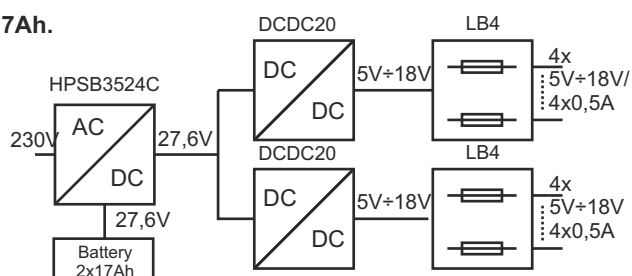 7Ah.
DCDC20
LB4
DC
DC
5V÷18V
4x
5V÷18V/
4x0,5A
HPSB3524C
230V
AC
DC
27,6V
DCDC20
LB4
DC
DC
5V÷18V
4x
5V÷18V
4x0,5A
27,6V
Battery
2x17Ah